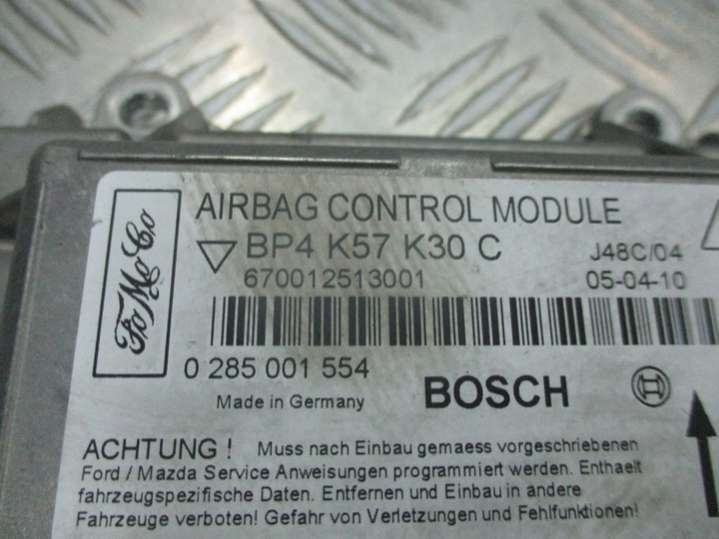 FoMoCo
AIRBAG CONTROL MODULE
BP4 K57 K30 C
J48C/04
670012513001
05-04-10
0 285 001 554
BOSCH
Made in Germany
ACHTUNG ! Muss nach Einbau gemaess vorgeschriebenen
Ford / Mazda Service Anweisungen programmiert werden. Enthaelt
fahrzeugspezifische Daten. Entfernen und Einbau in andere
Fahrzeuge verboten! Gefahr von Verletzungen und Fehlfunktionen!